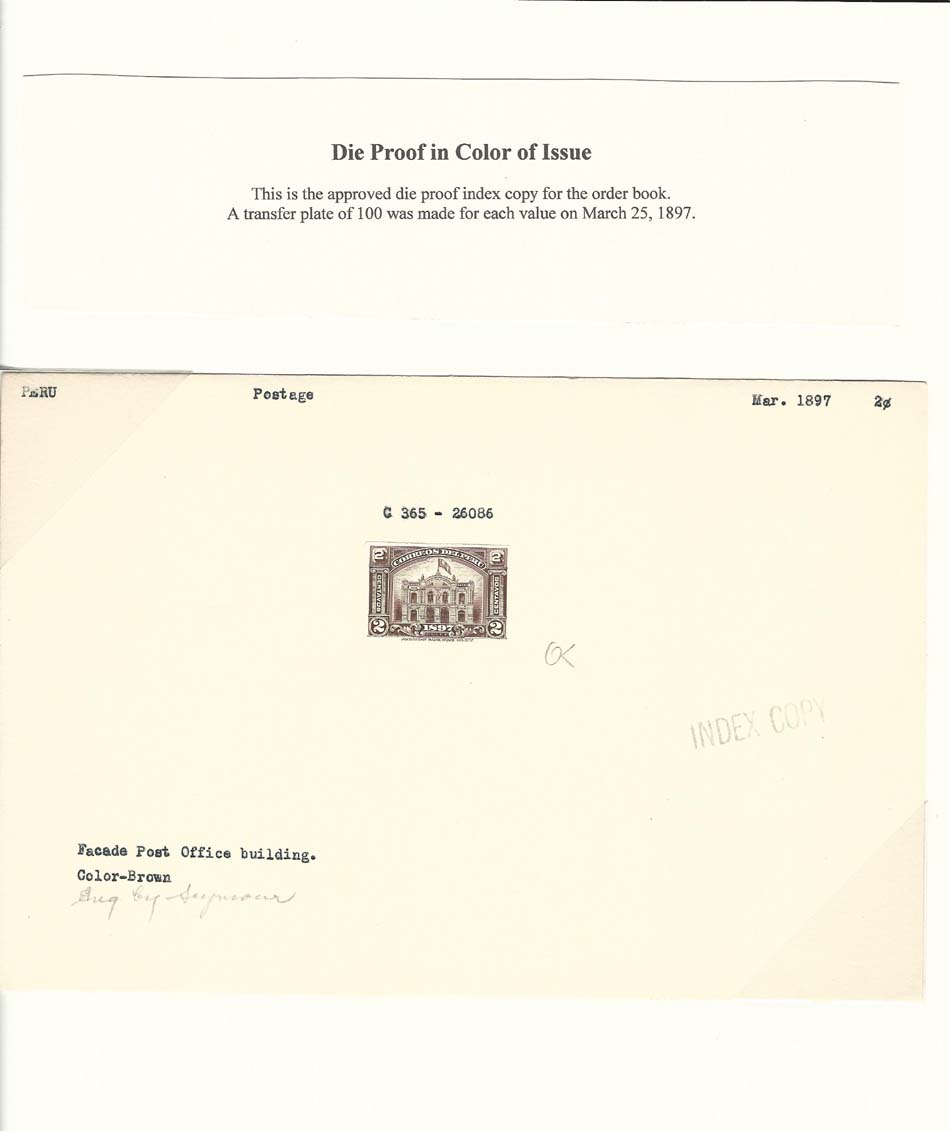 Die Proof in Color of Issue
This is the approved die proof index copy for the order book.
A transfer plate of 100 was made for each value on March 25, 1897.
PERU Postage Mar. 1897 2¢
C 365 - 26086
2 CORREOS DEL PERU 2
CENTAVOS CENTAVOS
2 1897 2
OK
INDEX COPY
Facade Post Office building.
Color-Brown
Eng by Seymour